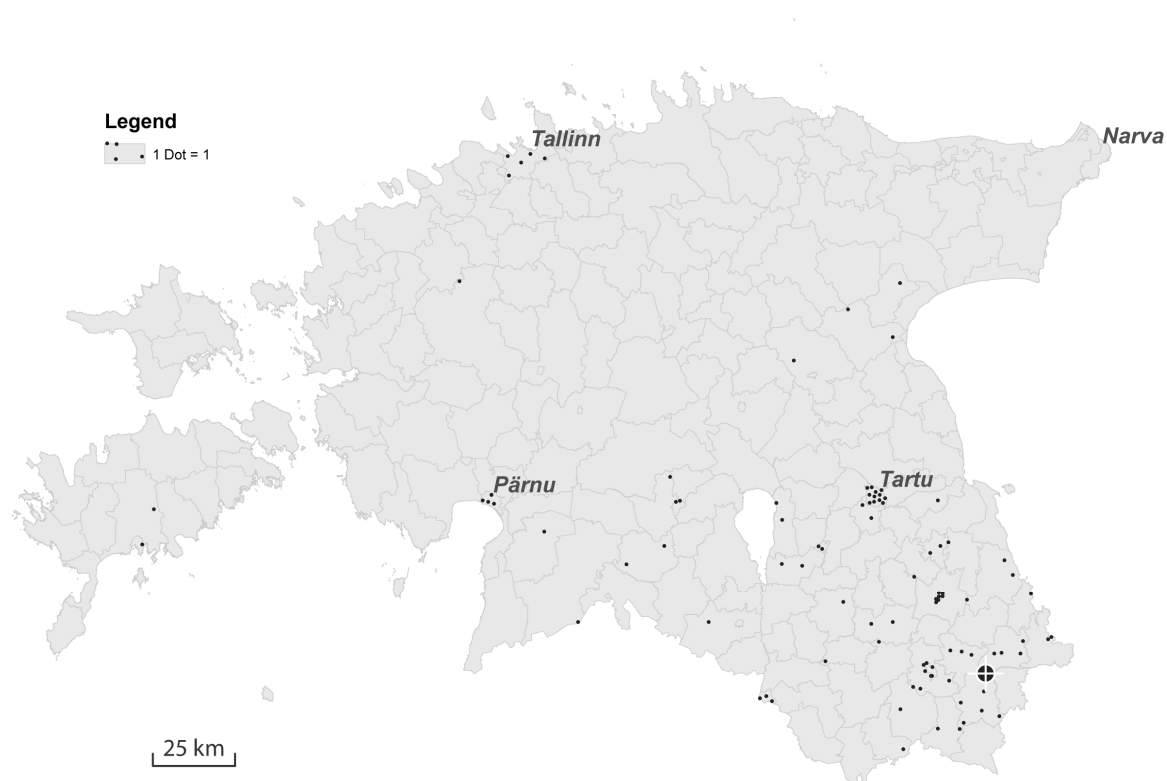 Legend
1 Dot = 1
Tallinn
Narva
Pärnu
Tartu
25 km